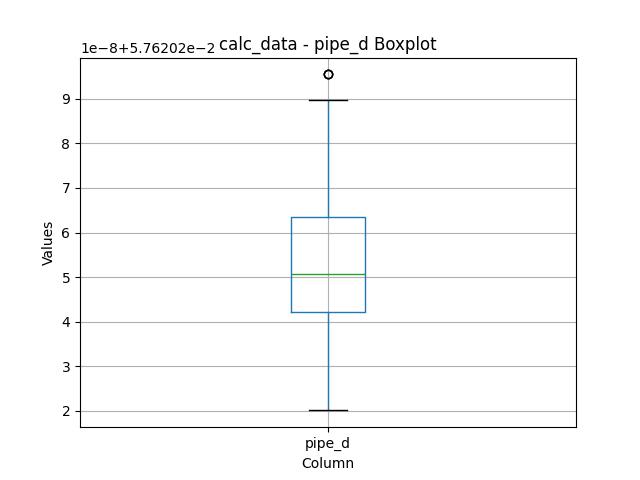 1e−8+5.76202e−2 calc_data - pipe_d Boxplot
9
8
7
6
5
4
3
2
Values
pipe_d
Column